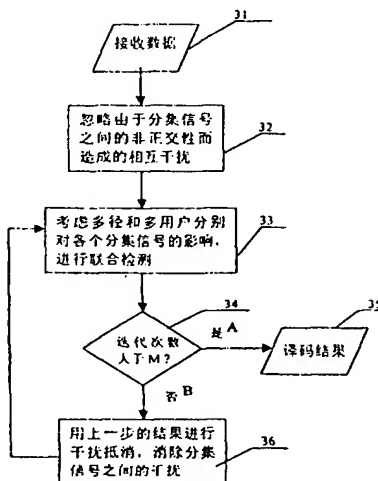 31
接收数据
忽略由于分集信号
之间的非正交性而
造成的相互干扰
32
考虑多径和多用户分别
对各个分集信号的影响,
进行联合检测
33
34
迭代次数
大于M?
是A
35
译码结果
否B
用上一步的结果进行
干扰抵消, 消除分集
信号之间的干扰
36